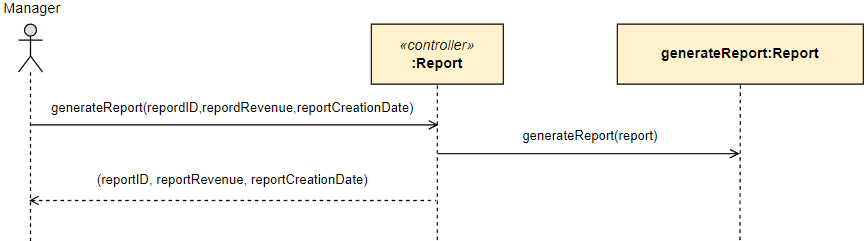 Manager
«controller»
:Report
generateReport:Report
generateReport(repordID,repordRevenue,reportCreationDate)
generateReport(report)
(reportID, reportRevenue, reportCreationDate)